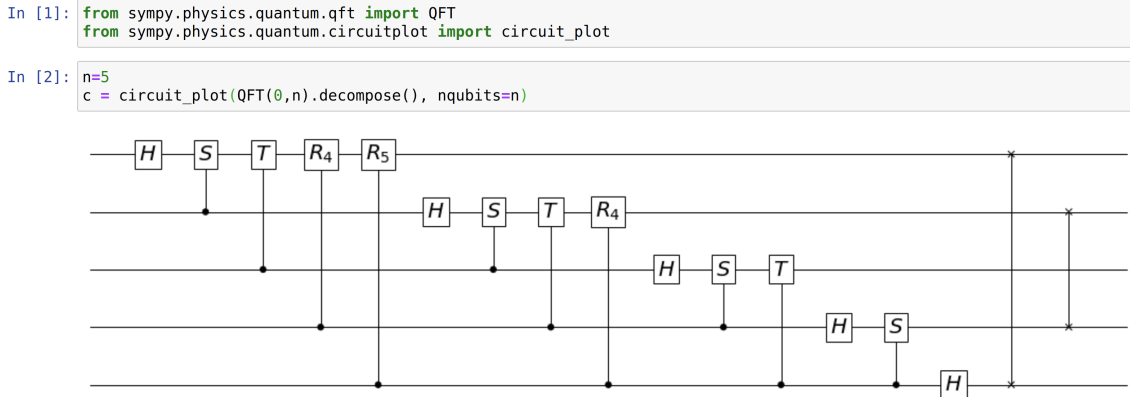 In [1]: from sympy.physics.quantum.qft import QFT
from sympy.physics.quantum.circuitplot import circuit_plot
In [2]: n=5
c = circuit_plot(QFT(0,n).decompose(), nqubits=n)
H S T R4 R5
H S T R4
H S T
H S
H